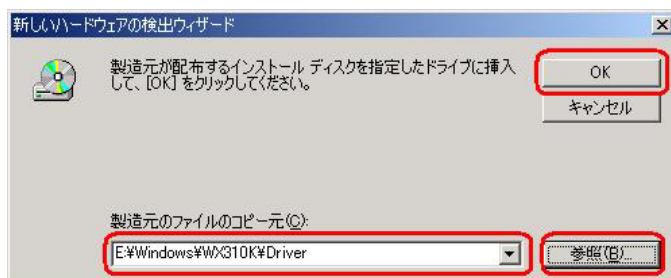 新しいハードウェアの検出ウィザード
製造元が配布するインストール ディスクを指定したドライブに挿入
して、[OK] をクリックしてください。
OK
キャンセル
製造元のファイルのコピー元(C):
E:¥Windows¥WX310K¥Driver
参照(B)...